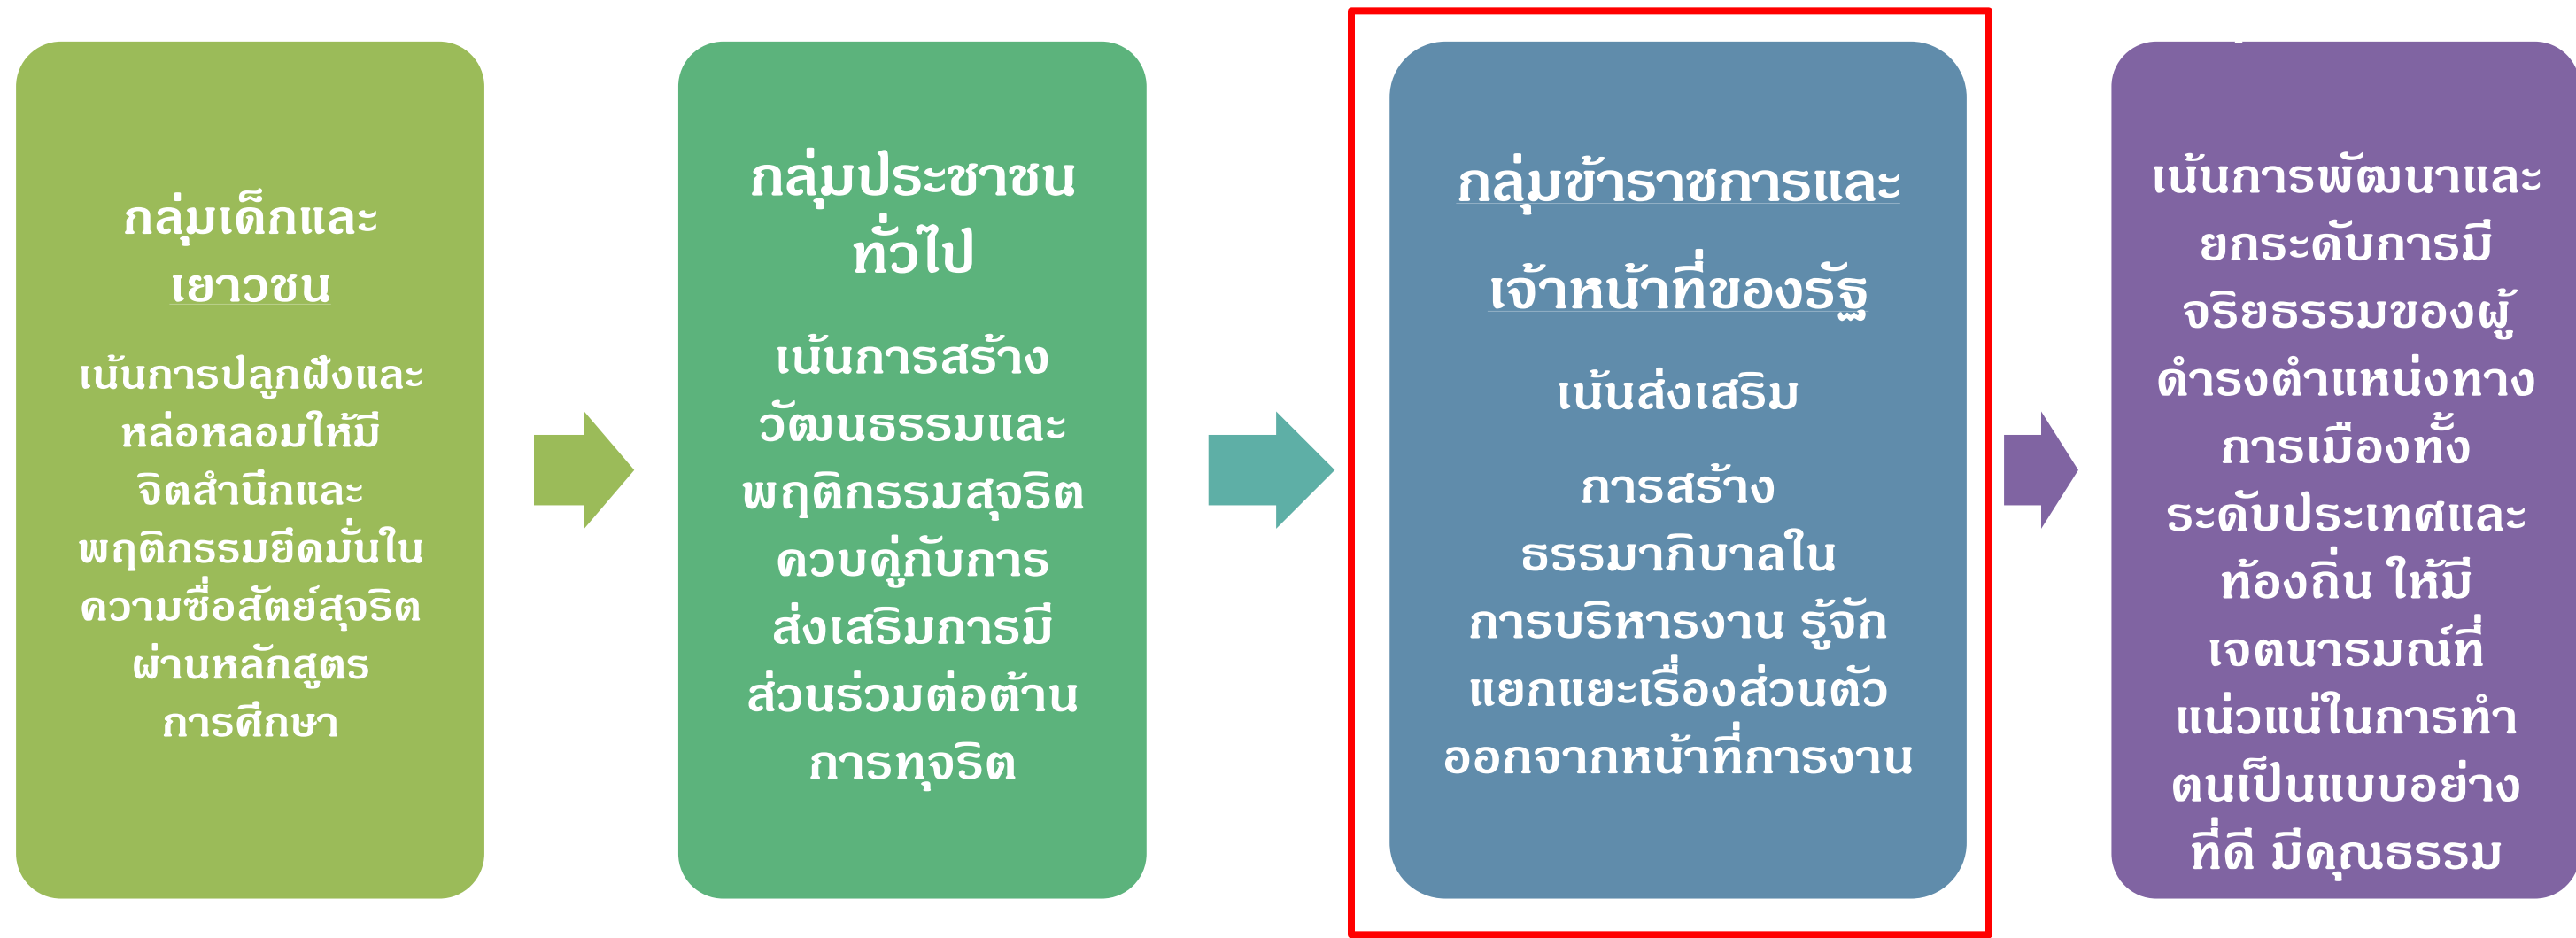 กลุ่มเด็กและ
เยาวชน
เน้นการปลูกฝังและ
หล่อหลอมให้มี
จิตสำนึกและ
พฤติกรรมยึดมั่นใน
ความซื่อสัตย์สุจริต
ผ่านหลักสูตร
การศึกษา
กลุ่มประชาชน
ทั่วไป
เน้นการสร้าง
วัฒนธรรมและ
พฤติกรรมสุจริต
ควบคู่กับการ
ส่งเสริมการมี
ส่วนร่วมต่อต้าน
การทุจริต
กลุ่มข้าราชการและ
เจ้าหน้าที่ของรัฐ
เน้นส่งเสริม
การสร้าง
ธรรมาภิบาลใน
การบริหารงาน รู้จัก
แยกแยะเรื่องส่วนตัว
ออกจากหน้าที่การงาน
เน้นการพัฒนาและ
ยกระดับการมี
จริยธรรมของผู้
ดำรงตำแหน่งทาง
การเมืองทั้ง
ระดับประเทศและ
ท้องถิ่น ให้มี
เจตนารมณ์ที่
แน่วแน่ในการทำ
ตนเป็นแบบอย่าง
ที่ดี มีคุณธรรม